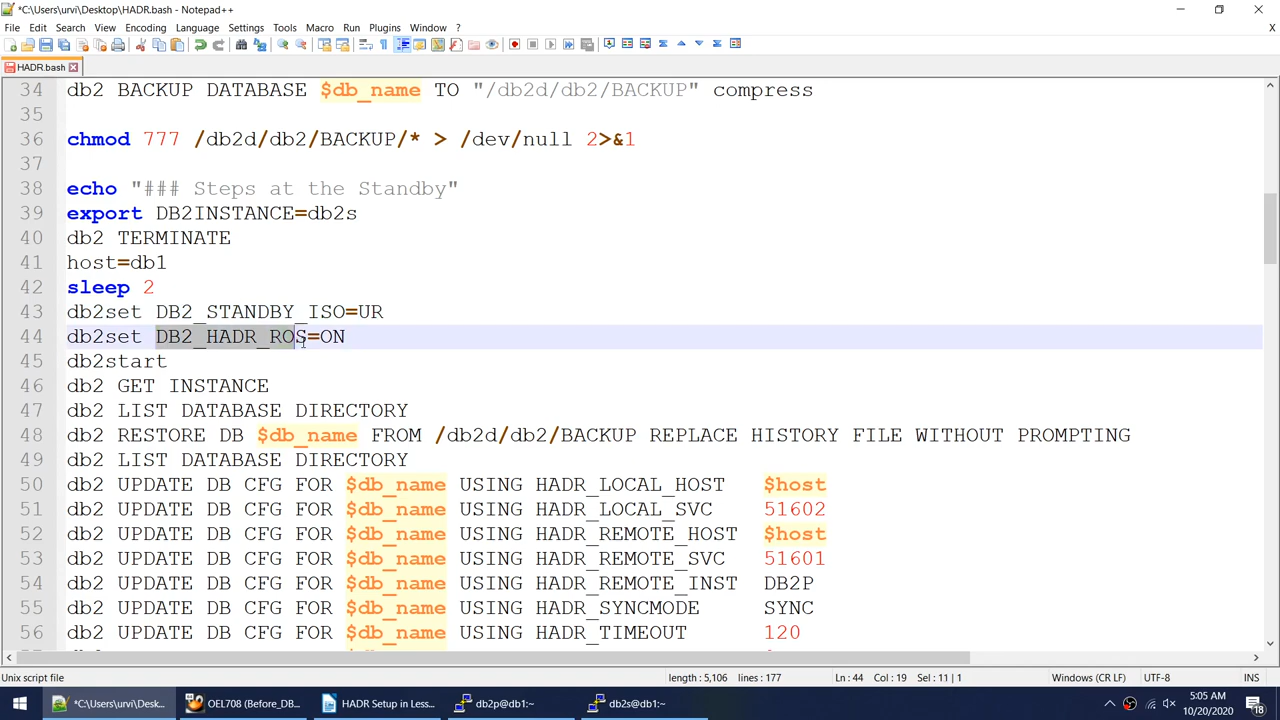 *C:\Users\urvi\Desktop\HADR.bash - Notepad++
File Edit Search View Encoding Language Settings Tools Macro Run Plugins Window ?
HADR.bash
34 db2 BACKUP DATABASE $db_name TO "/db2d/db2/BACKUP" compress
35
36 chmod 777 /db2d/db2/BACKUP/* > /dev/null 2>&1
37
38 echo "### Steps at the Standby"
39 export DB2INSTANCE=db2s
40 db2 TERMINATE
41 host=db1
42 sleep 2
43 db2set DB2_STANDBY_ISO=UR
44 db2set DB2_HADR_ROS=ON
45 db2start
46 db2 GET INSTANCE
47 db2 LIST DATABASE DIRECTORY
48 db2 RESTORE DB $db_name FROM /db2d/db2/BACKUP REPLACE HISTORY FILE WITHOUT PROMPTING
49 db2 LIST DATABASE DIRECTORY
50 db2 UPDATE DB CFG FOR $db_name USING HADR_LOCAL_HOST $host
51 db2 UPDATE DB CFG FOR $db_name USING HADR_LOCAL_SVC 51602
52 db2 UPDATE DB CFG FOR $db_name USING HADR_REMOTE_HOST $host
53 db2 UPDATE DB CFG FOR $db_name USING HADR_REMOTE_SVC 51601
54 db2 UPDATE DB CFG FOR $db_name USING HADR_REMOTE_INST DB2P
55 db2 UPDATE DB CFG FOR $db_name USING HADR_SYNCMODE SYNC
56 db2 UPDATE DB CFG FOR $db_name USING HADR_TIMEOUT 120
Unix script file length : 5,106 lines : 177 Ln : 44 Col : 19 Sel : 11 | 1 Windows (CR LF) UTF-8 INS
*C:\Users\urvi\Desk... OEL708 (Before_DB... HADR Setup in Less... db2p@db1:~ db2s@db1:~ 5:05 AM
10/20/2020 18